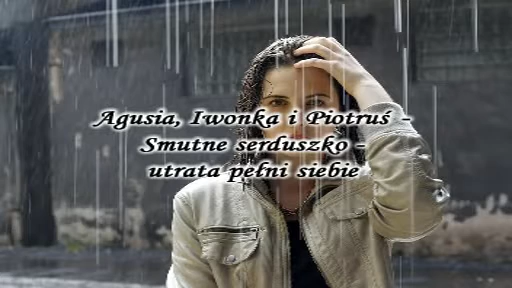 Agusia, Iwonka i Piotruś -
Smutne serduszko -
utrata pełni siebie